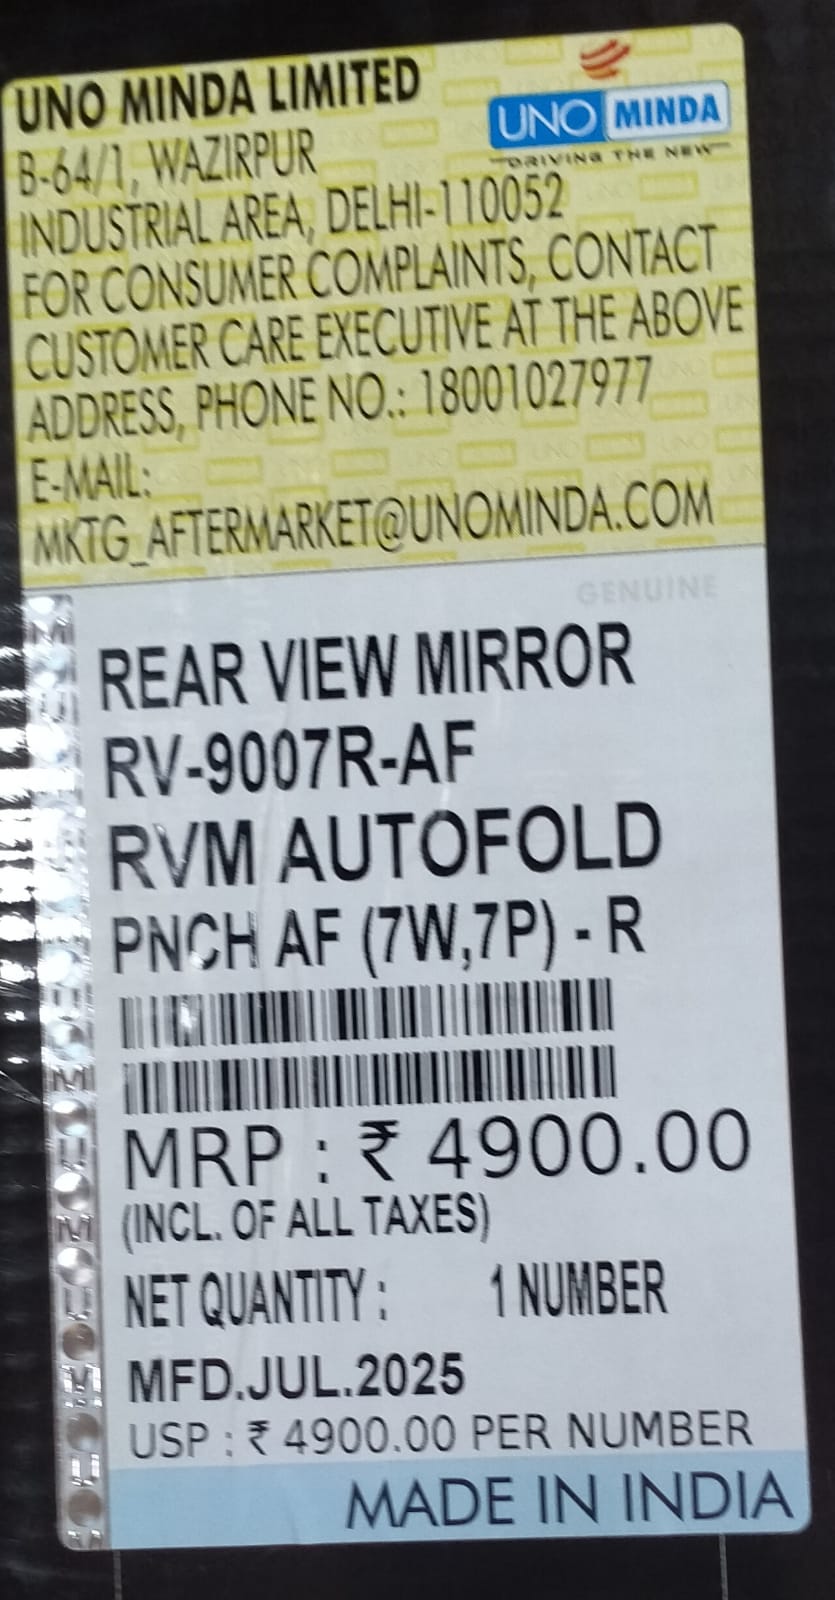 UNO MINDA LIMITED
UNO MINDA
DRIVING THE NEW
B-64/1, WAZIRPUR
INDUSTRIAL AREA, DELHI-110052
FOR CONSUMER COMPLAINTS, CONTACT
CUSTOMER CARE EXECUTIVE AT THE ABOVE
ADDRESS, PHONE NO.: 18001027977
E-MAIL:
MKTG_AFTERMARKET@UNOMINDA.COM
GENUINE
REAR VIEW MIRROR
RV-9007R-AF
RVM AUTOFOLD
PNCH AF (7W,7P) - R
MRP : ₹ 4900.00
(INCL. OF ALL TAXES)
NET QUANTITY : 1 NUMBER
MFD.JUL.2025
USP : ₹ 4900.00 PER NUMBER
MADE IN INDIA